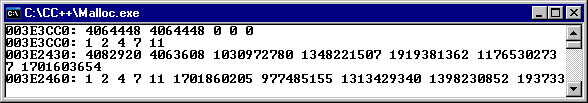 C:\CC++\Malloc.exe
003E3CC0: 4064448 4064448 0 0 0
003E3CC0: 1 2 4 7 11
003E2430: 4082920 4063608 1030972780 1348221507 1919381362 1176530273
7 1701603654
003E2460: 1 2 4 7 11 1701860205 977485155 1313429340 1398230852 193733